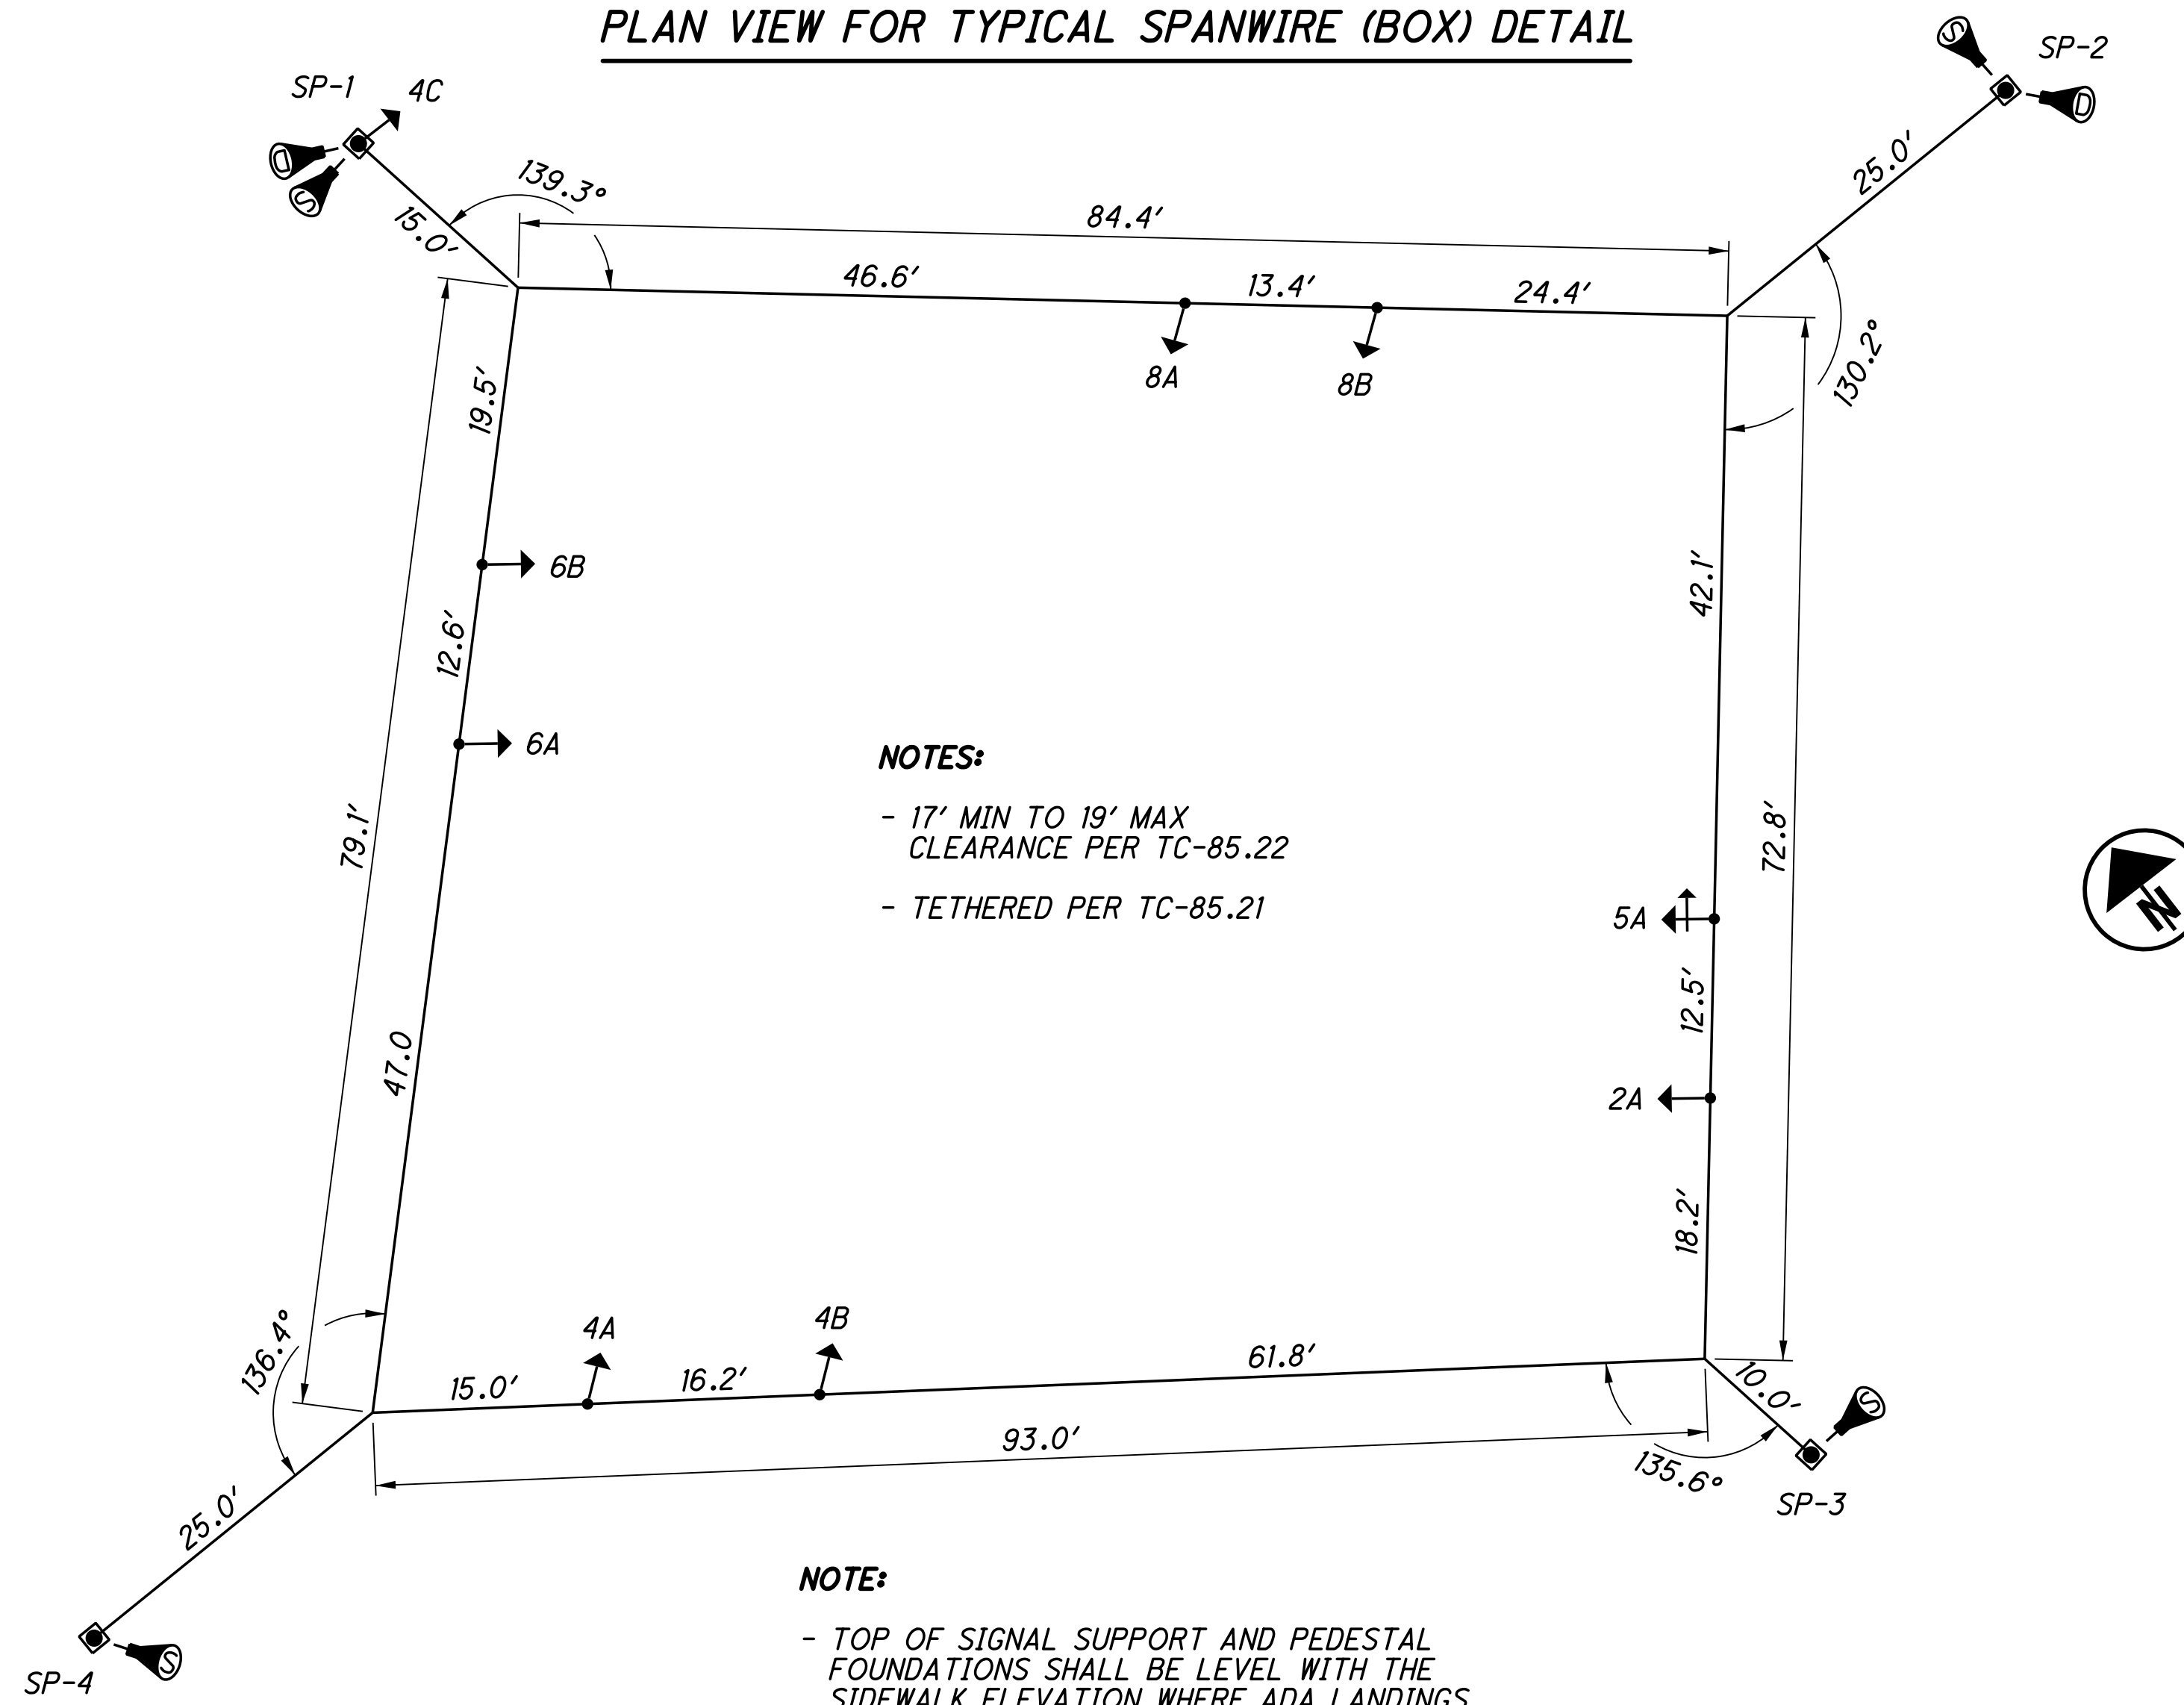 PLAN VIEW FOR TYPICAL SPANWIRE (BOX) DETAIL
SP-1
4C
D
S
15.0'
139.3°
84.4'
46.6'
13.4'
24.4'
8A
8B
S
SP-2
D
25.0'
130.2°
19.5'
6B
12.6'
6A
79.1'
47.0
42.1'
72.8'
5A
12.5'
2A
18.2'
N
NOTES:
- 17' MIN TO 19' MAX
CLEARANCE PER TC-85.22
- TETHERED PER TC-85.21
136.4°
25.0'
SP-4
S
15.0'
4A
16.2'
4B
61.8'
93.0'
10.0'
S
135.6°
SP-3
NOTE:
- TOP OF SIGNAL SUPPORT AND PEDESTAL
FOUNDATIONS SHALL BE LEVEL WITH THE
SIDEWALK ELEVATION WHERE ADA LANDINGS